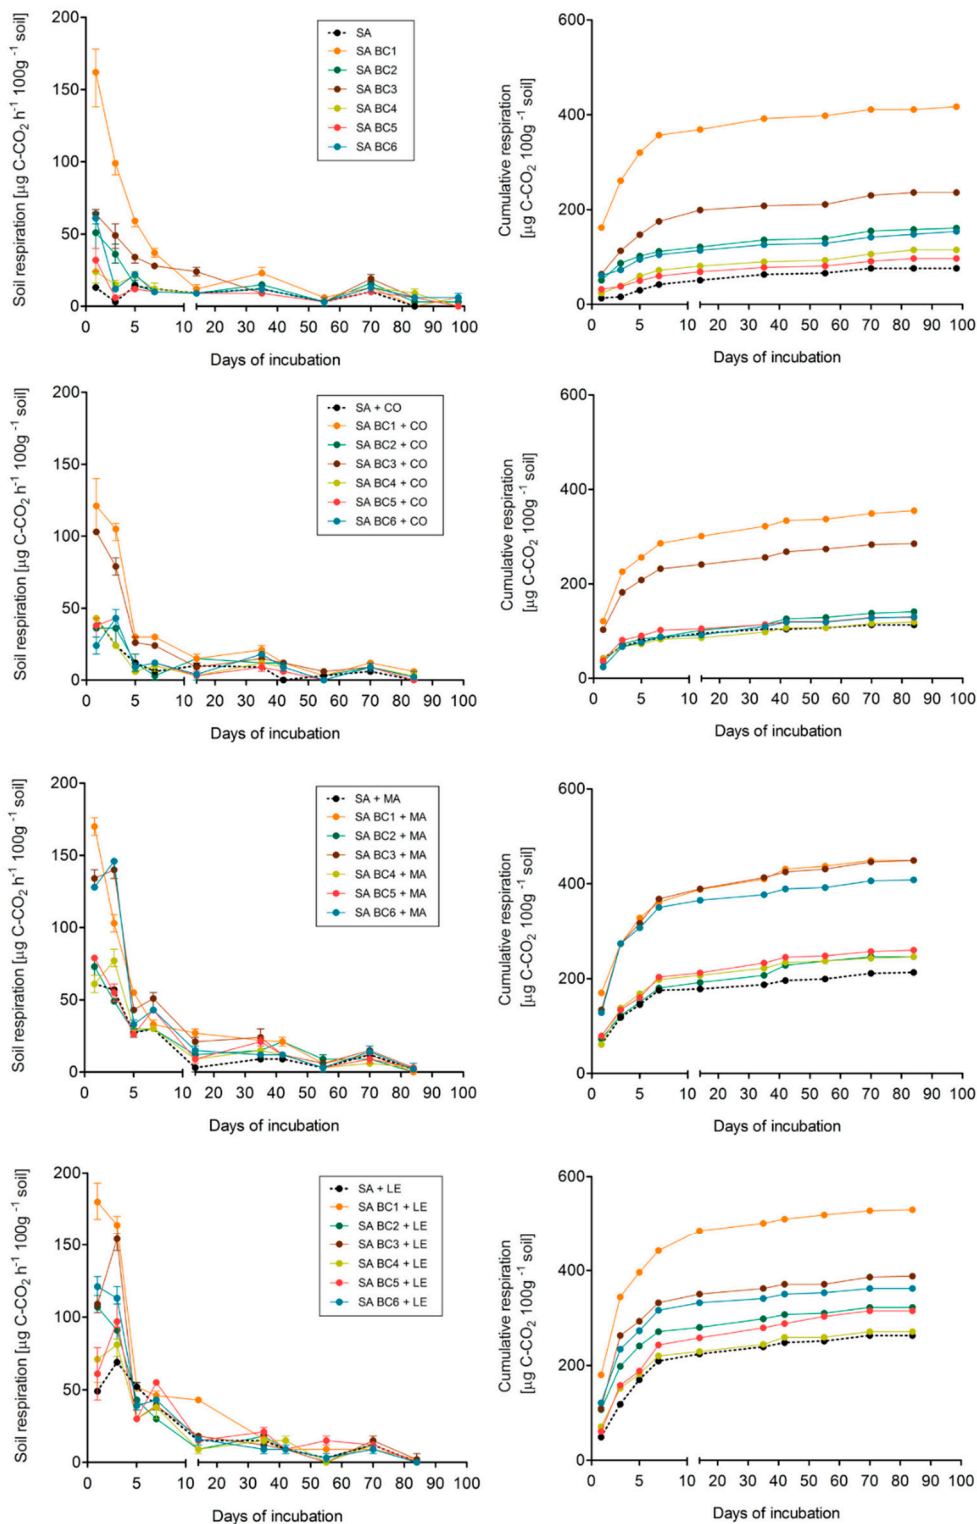 Soil respiration [µg C-CO2 h-1 100g -1 soil]
200
150
100
50
0
SA
SA BC1
SA BC2
SA BC3
SA BC4
SA BC5
SA BC6
0 5 10 20 30 40 50 60 70 80 90 100
Days of incubation
Cumulative respiration
[µg C-CO2 100g -1 soil]
600
400
200
0
0 5 10 20 30 40 50 60 70 80 90 100
Days of incubation
Soil respiration [µg C-CO2 h-1 100g -1 soil]
200
150
100
50
0
SA + CO
SA BC1 + CO
SA BC2 + CO
SA BC3 + CO
SA BC4 + CO
SA BC5 + CO
SA BC6 + CO
0 5 10 20 30 40 50 60 70 80 90 100
Days of incubation
Cumulative respiration
[µg C-CO2 100g -1 soil]
600
400
200
0
0 5 10 20 30 40 50 60 70 80 90 100
Days of incubation
Soil respiration [µg C-CO2 h-1 100g -1 soil]
200
150
100
50
0
SA + MA
SA BC1 + MA
SA BC2 + MA
SA BC3 + MA
SA BC4 + MA
SA BC5 + MA
SA BC6 + MA
0 5 10 20 30 40 50 60 70 80 90 100
Days of incubation
Cumulative respiration
[µg C-CO2 100g -1 soil]
600
400
200
0
0 5 10 20 30 40 50 60 70 80 90 100
Days of incubation
Soil respiration [µg C-CO2 h-1 100g -1 soil]
200
150
100
50
0
SA + LE
SA BC1 + LE
SA BC2 + LE
SA BC3 + LE
SA BC4 + LE
SA BC5 + LE
SA BC6 + LE
0 5 10 20 30 40 50 60 70 80 90 100
Days of incubation
Cumulative respiration
[µg C-CO2 100g -1 soil]
600
400
200
0
0 5 10 20 30 40 50 60 70 80 90 100
Days of incubation